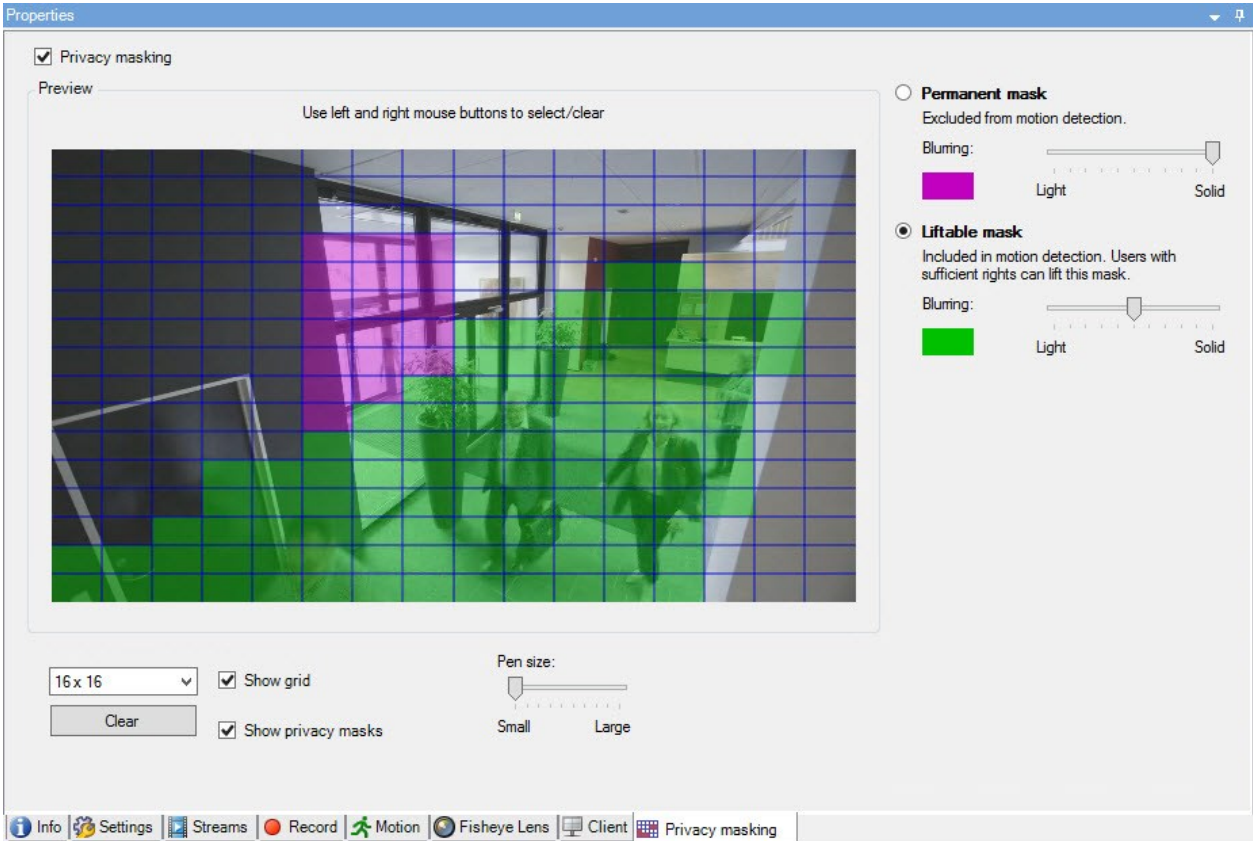 Properties
Privacy masking
Preview
Use left and right mouse buttons to select/clear
Permanent mask
Excluded from motion detection.
Blurring:
Light
Solid
Liftable mask
Included in motion detection. Users with
sufficient rights can lift this mask.
Blurring:
Light
Solid
16 x 16
Show grid
Clear
Show privacy masks
Pen size:
Small
Large
Info
Settings
Streams
Record
Motion
Fisheye Lens
Client
Privacy masking